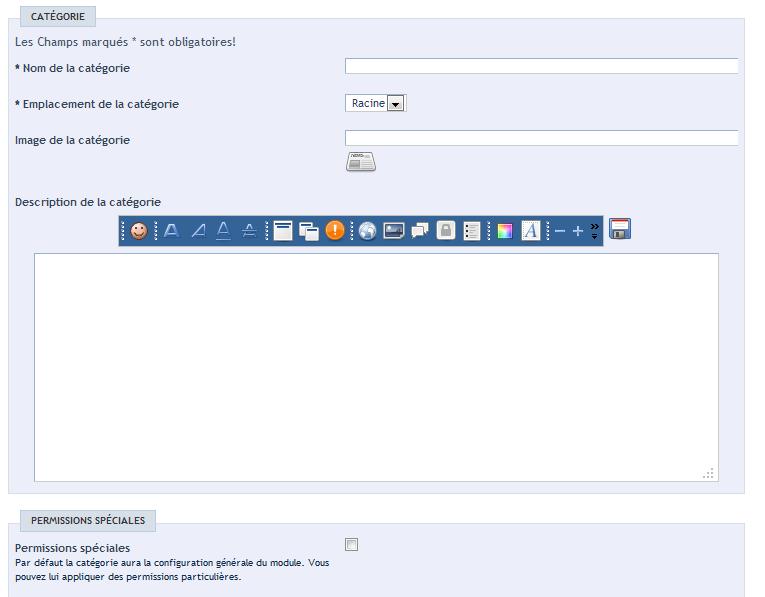 CATÉGORIE
Les Champs marqués * sont obligatoires!
* Nom de la catégorie
* Emplacement de la catégorie
Racine
Image de la catégorie
Description de la catégorie
PERMISSIONS SPÉCIALES
Permissions spéciales
Par défaut la catégorie aura la configuration générale du module. Vous
pouvez lui appliquer des permissions particulières.